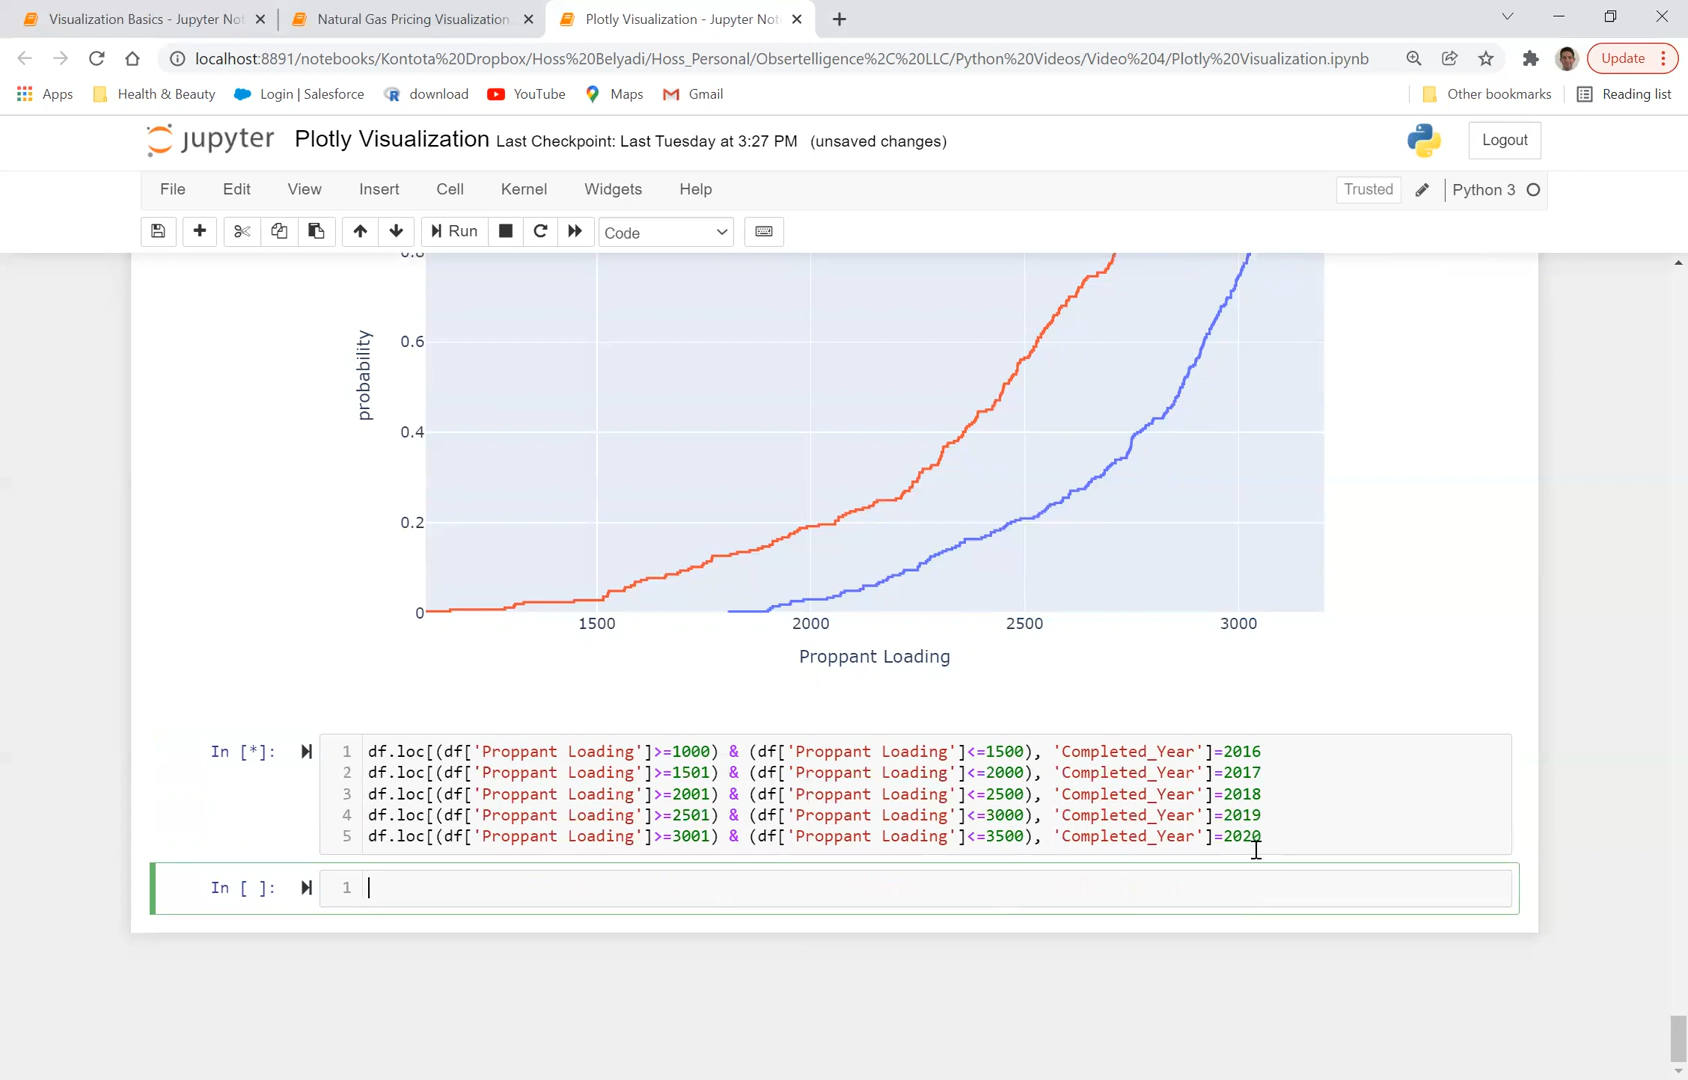 Visualization Basics - Jupyter Not
Natural Gas Pricing Visualization
Plotly Visualization - Jupyter Not
localhost:8891/notebooks/Kontota%20Dropbox/Hoss%20Belyadi/Hoss_Personal/Obsertelligence%2C%20LLC/Python%20Videos/Video%204/Plotly%20Visualization.ipynb
Update
Apps
Health & Beauty
Login | Salesforce
download
YouTube
Maps
Gmail
Other bookmarks
Reading list
jupyter
Plotly Visualization Last Checkpoint: Last Tuesday at 3:27 PM (unsaved changes)
Logout
File Edit View Insert Cell Kernel Widgets Help
Trusted
Python 3
Run
Code
0.8
0.6
0.4
0.2
0
probability
1500 2000 2500 3000
Proppant Loading
In [*]:
1 df.loc[(df['Proppant Loading']>=1000) & (df['Proppant Loading']<=1500), 'Completed_Year']=2016
2 df.loc[(df['Proppant Loading']>=1501) & (df['Proppant Loading']<=2000), 'Completed_Year']=2017
3 df.loc[(df['Proppant Loading']>=2001) & (df['Proppant Loading']<=2500), 'Completed_Year']=2018
4 df.loc[(df['Proppant Loading']>=2501) & (df['Proppant Loading']<=3000), 'Completed_Year']=2019
5 df.loc[(df['Proppant Loading']>=3001) & (df['Proppant Loading']<=3500), 'Completed_Year']=2020
In [ ]:
1